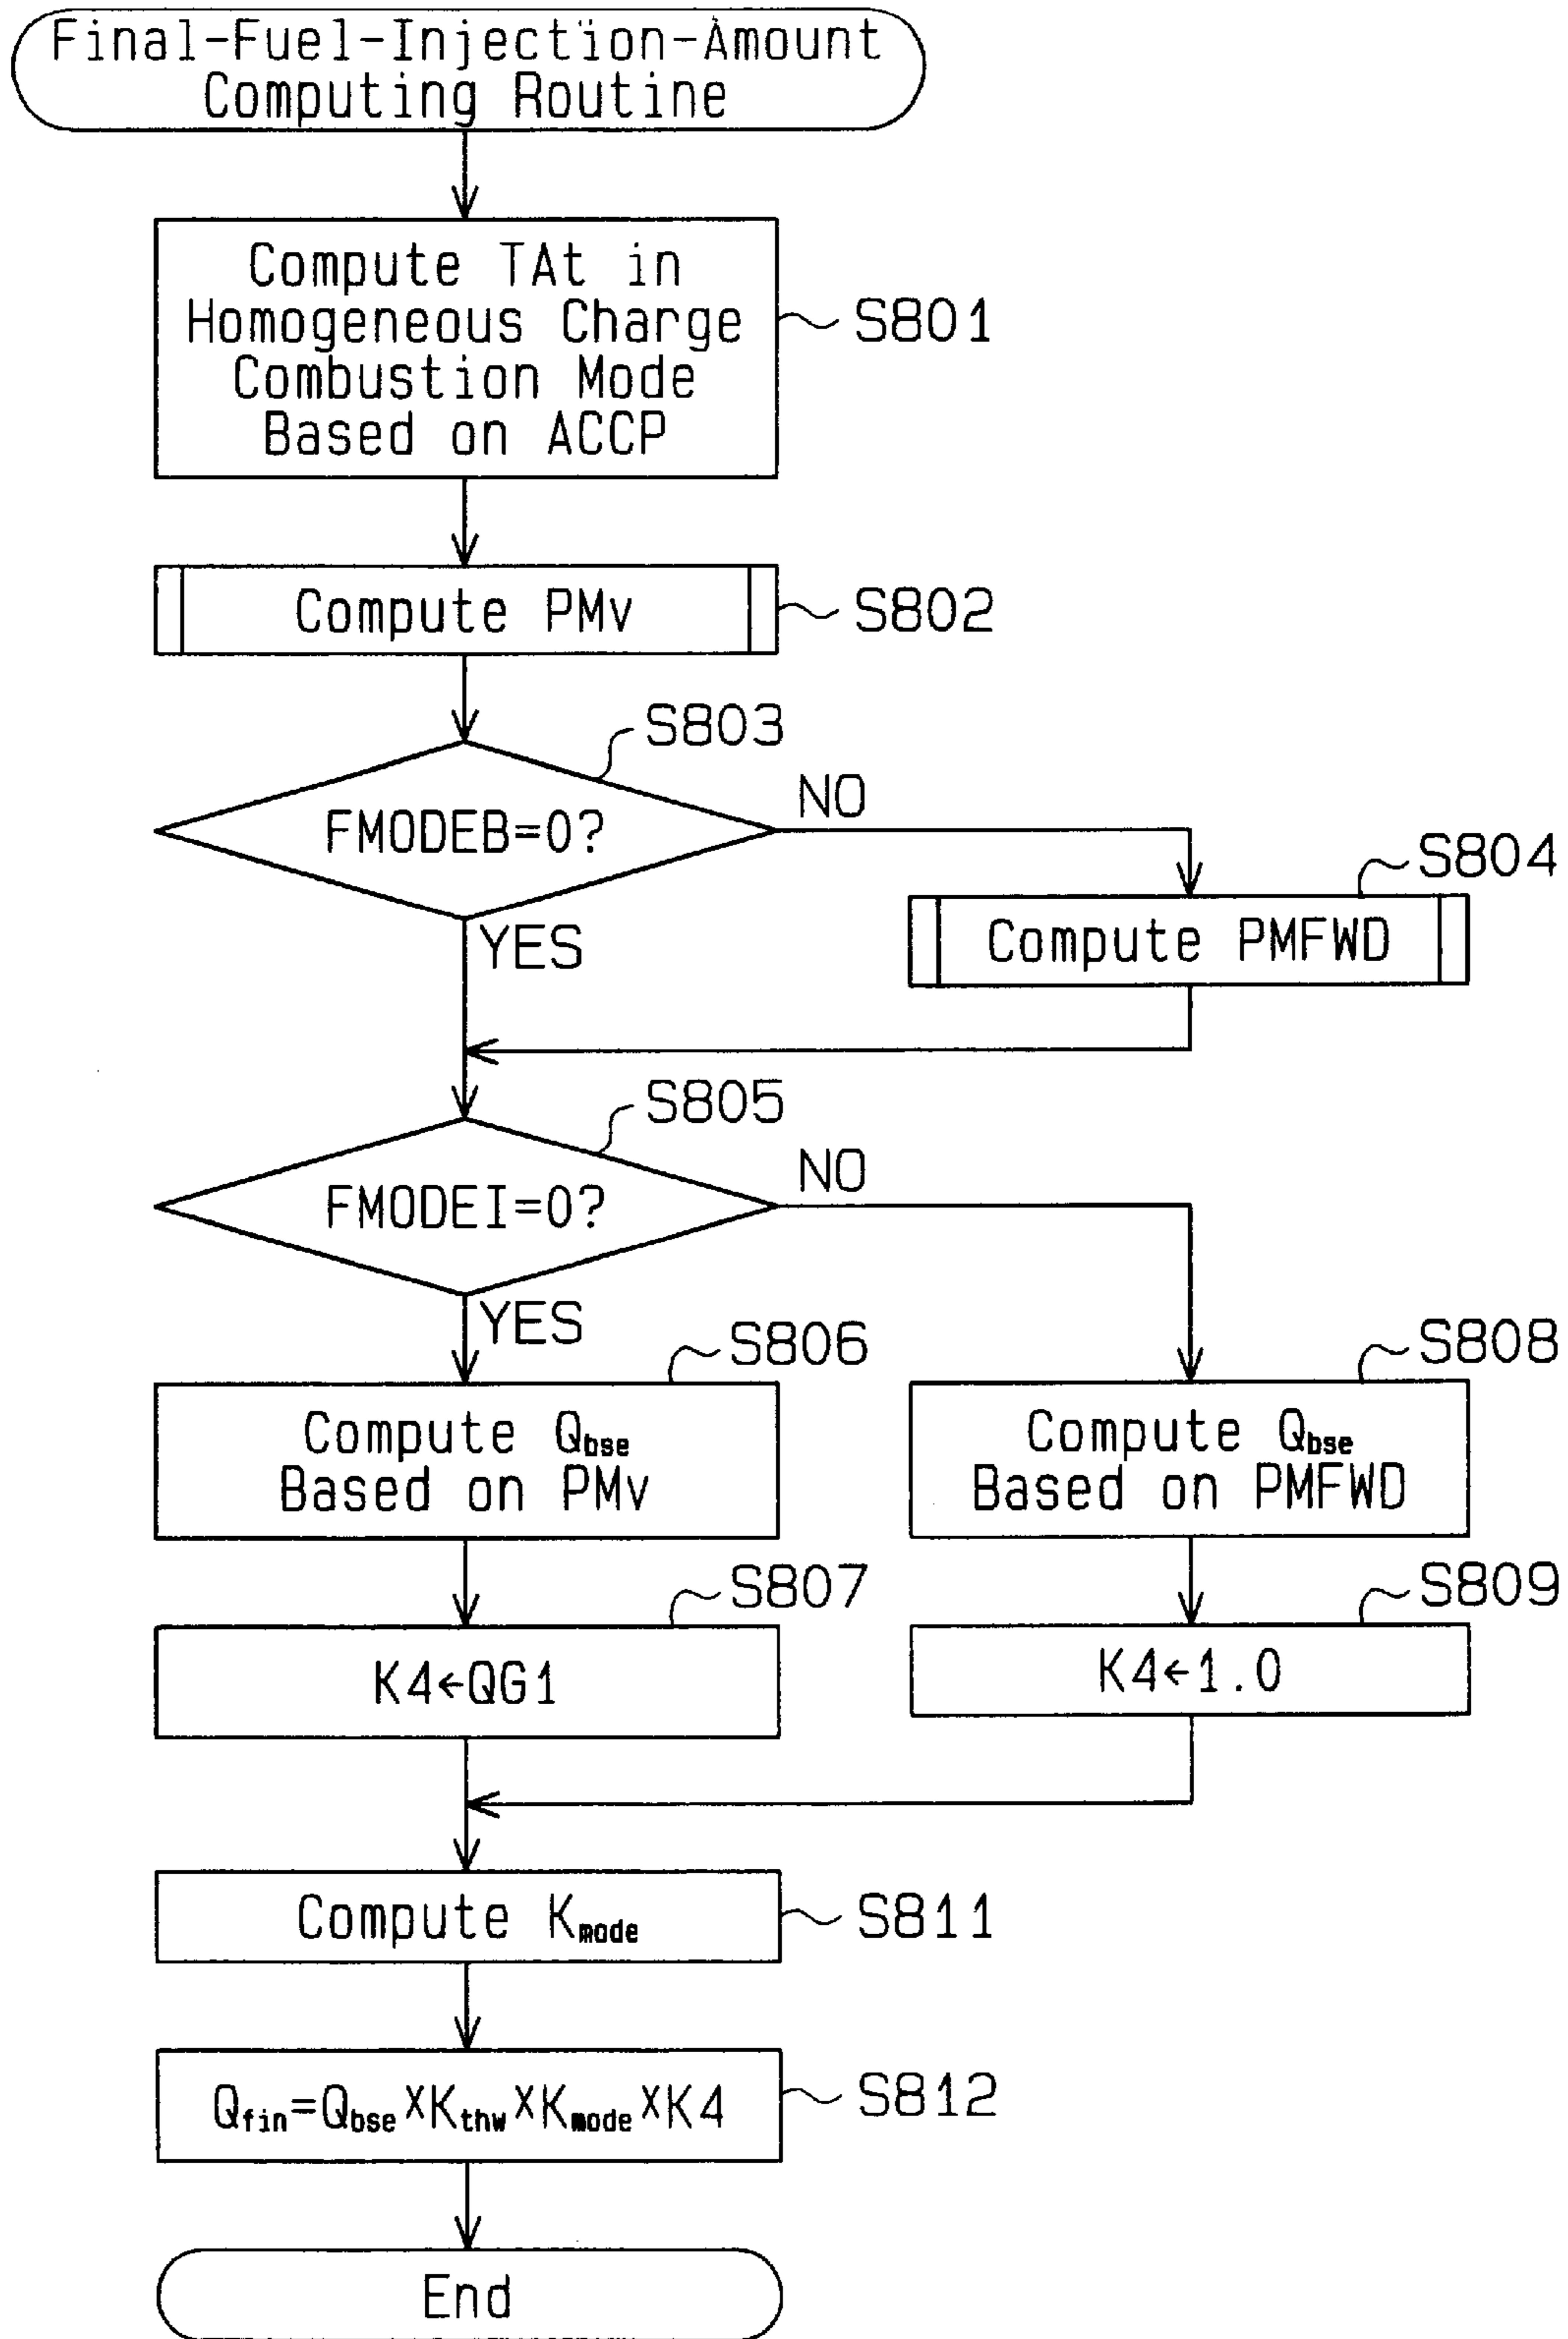 Final-Fuel-Injection-Amount
Computing Routine
Compute TAt in
Homogeneous Charge
Combustion Mode
Based on ACCP
S801
Compute PMv
S802
S803
FMODEB=0?
NO
YES
S804
Compute PMFWD
S805
FMODEI=0?
NO
YES
S806
Compute Qbse
Based on PMv
S808
Compute Qbse
Based on PMFWD
S807
K4←QG1
S809
K4←1.0
Compute Kmode
S811
Qfin=Qbse×Kthw×Kmode×K4
S812
End